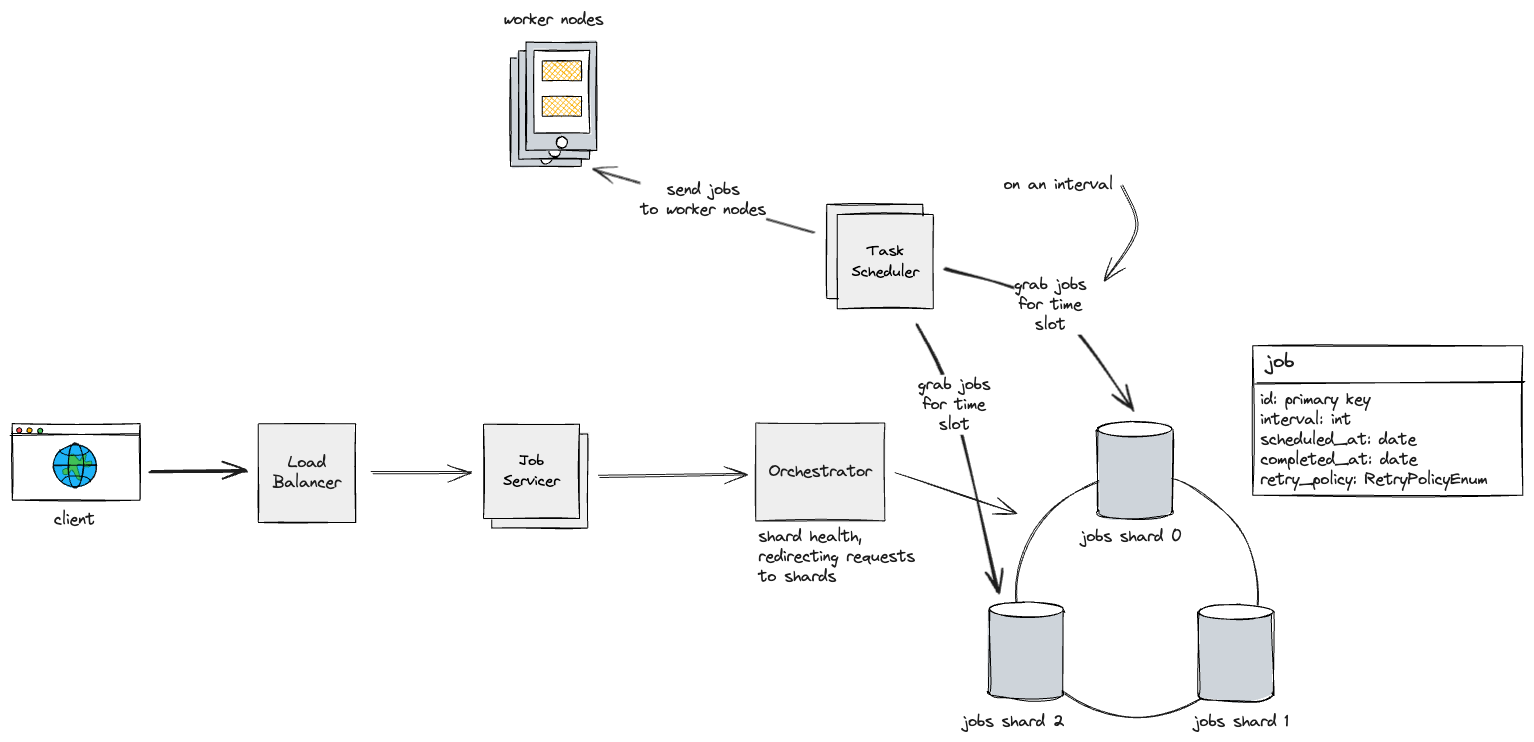 worker nodes
send jobs
to worker nodes
on an interval
Task
Scheduler
grab jobs
for time
slot
grab jobs
for time
slot
job
id: primary key
interval: int
scheduled_at: date
completed_at: date
retry_policy: RetryPolicyEnum
client
Load
Balancer
Job
Servicer
Orchestrator
shard health,
redirecting requests
to shards
jobs shard 0
jobs shard 2
jobs shard 1